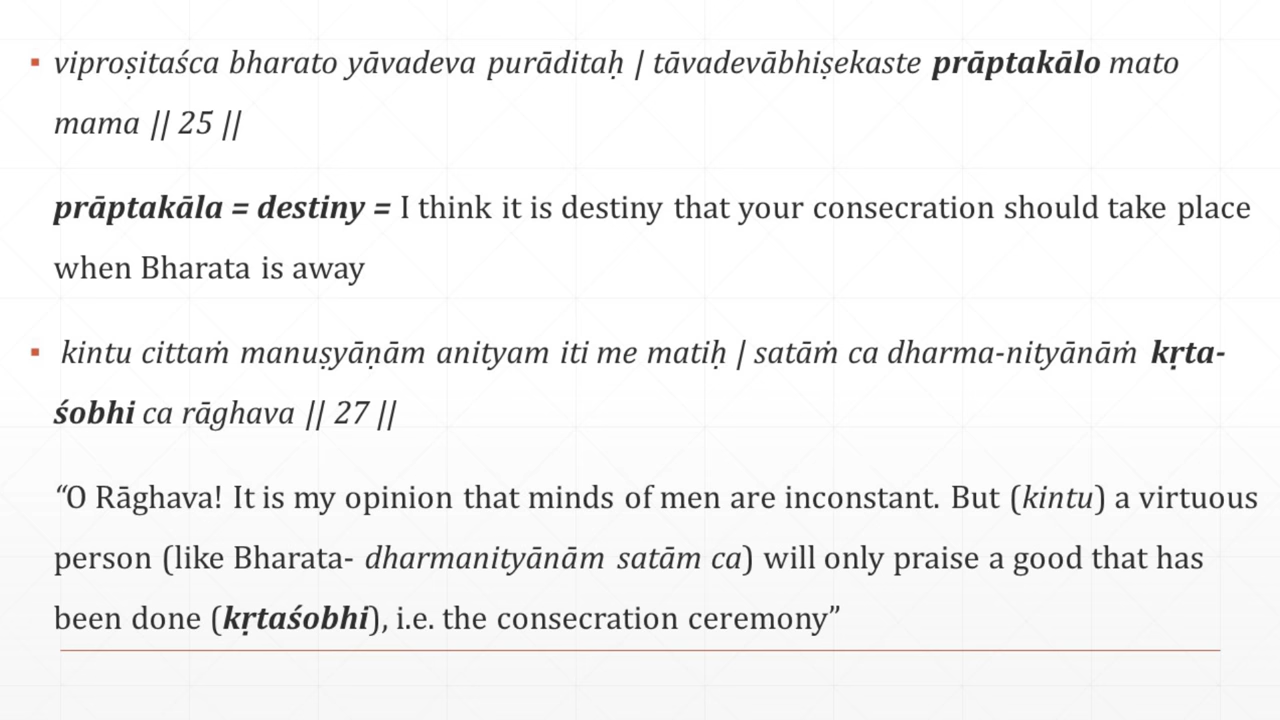 ▪ viproṣitaśca bharato yāvadeva purāditaḥ | tāvadevābhiṣekaste prāptakālo mato
mama || 25 ||
prāptakāla = destiny = I think it is destiny that your consecration should take place
when Bharata is away
▪ kintu cittaṁ manuṣyāṇām anityam iti me matiḥ | satāṁ ca dharma-nityānāṁ kṛta-
śobhi ca rāghava || 27 ||
“O Rāghava! It is my opinion that minds of men are inconstant. But (kintu) a virtuous
person (like Bharata- dharmanityānām satām ca) will only praise a good that has
been done (kṛtaśobhi), i.e. the consecration ceremony”